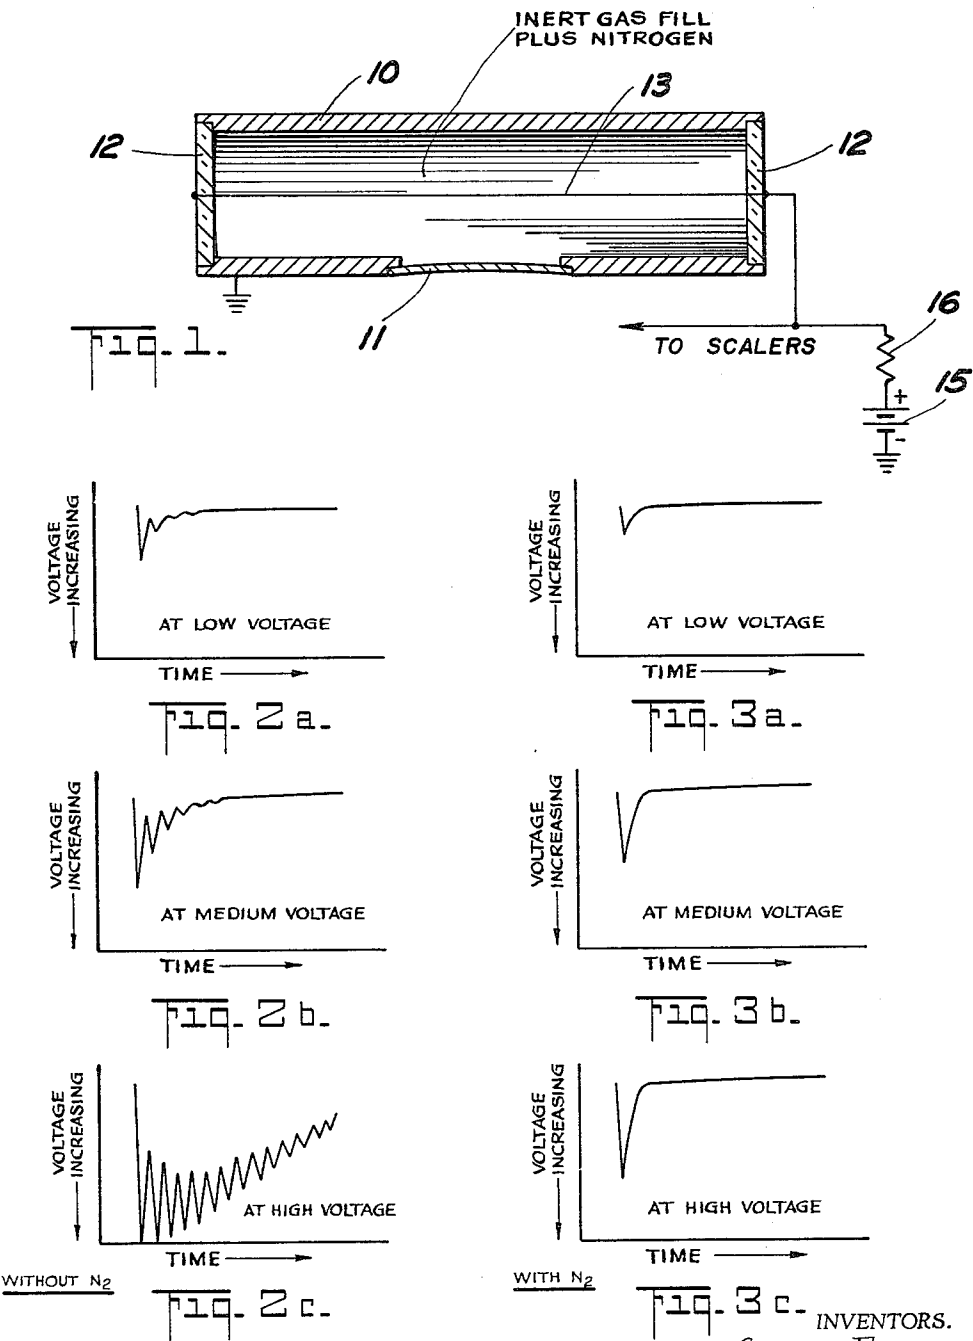 INERT GAS FILL
PLUS NITROGEN
10
13
12
12
11
Fig. 1.
TO SCALERS
16
+
15
-
VOLTAGE
INCREASING
AT LOW VOLTAGE
TIME
Fig. 2a.
VOLTAGE
INCREASING
AT LOW VOLTAGE
TIME
Fig. 3a.
VOLTAGE
INCREASING
AT MEDIUM VOLTAGE
TIME
Fig. 2b.
VOLTAGE
INCREASING
AT MEDIUM VOLTAGE
TIME
Fig. 3b.
VOLTAGE
INCREASING
AT HIGH VOLTAGE
TIME
WITHOUT N2
Fig. 2c.
VOLTAGE
INCREASING
AT HIGH VOLTAGE
TIME
WITH N2
Fig. 3c.
INVENTORS.